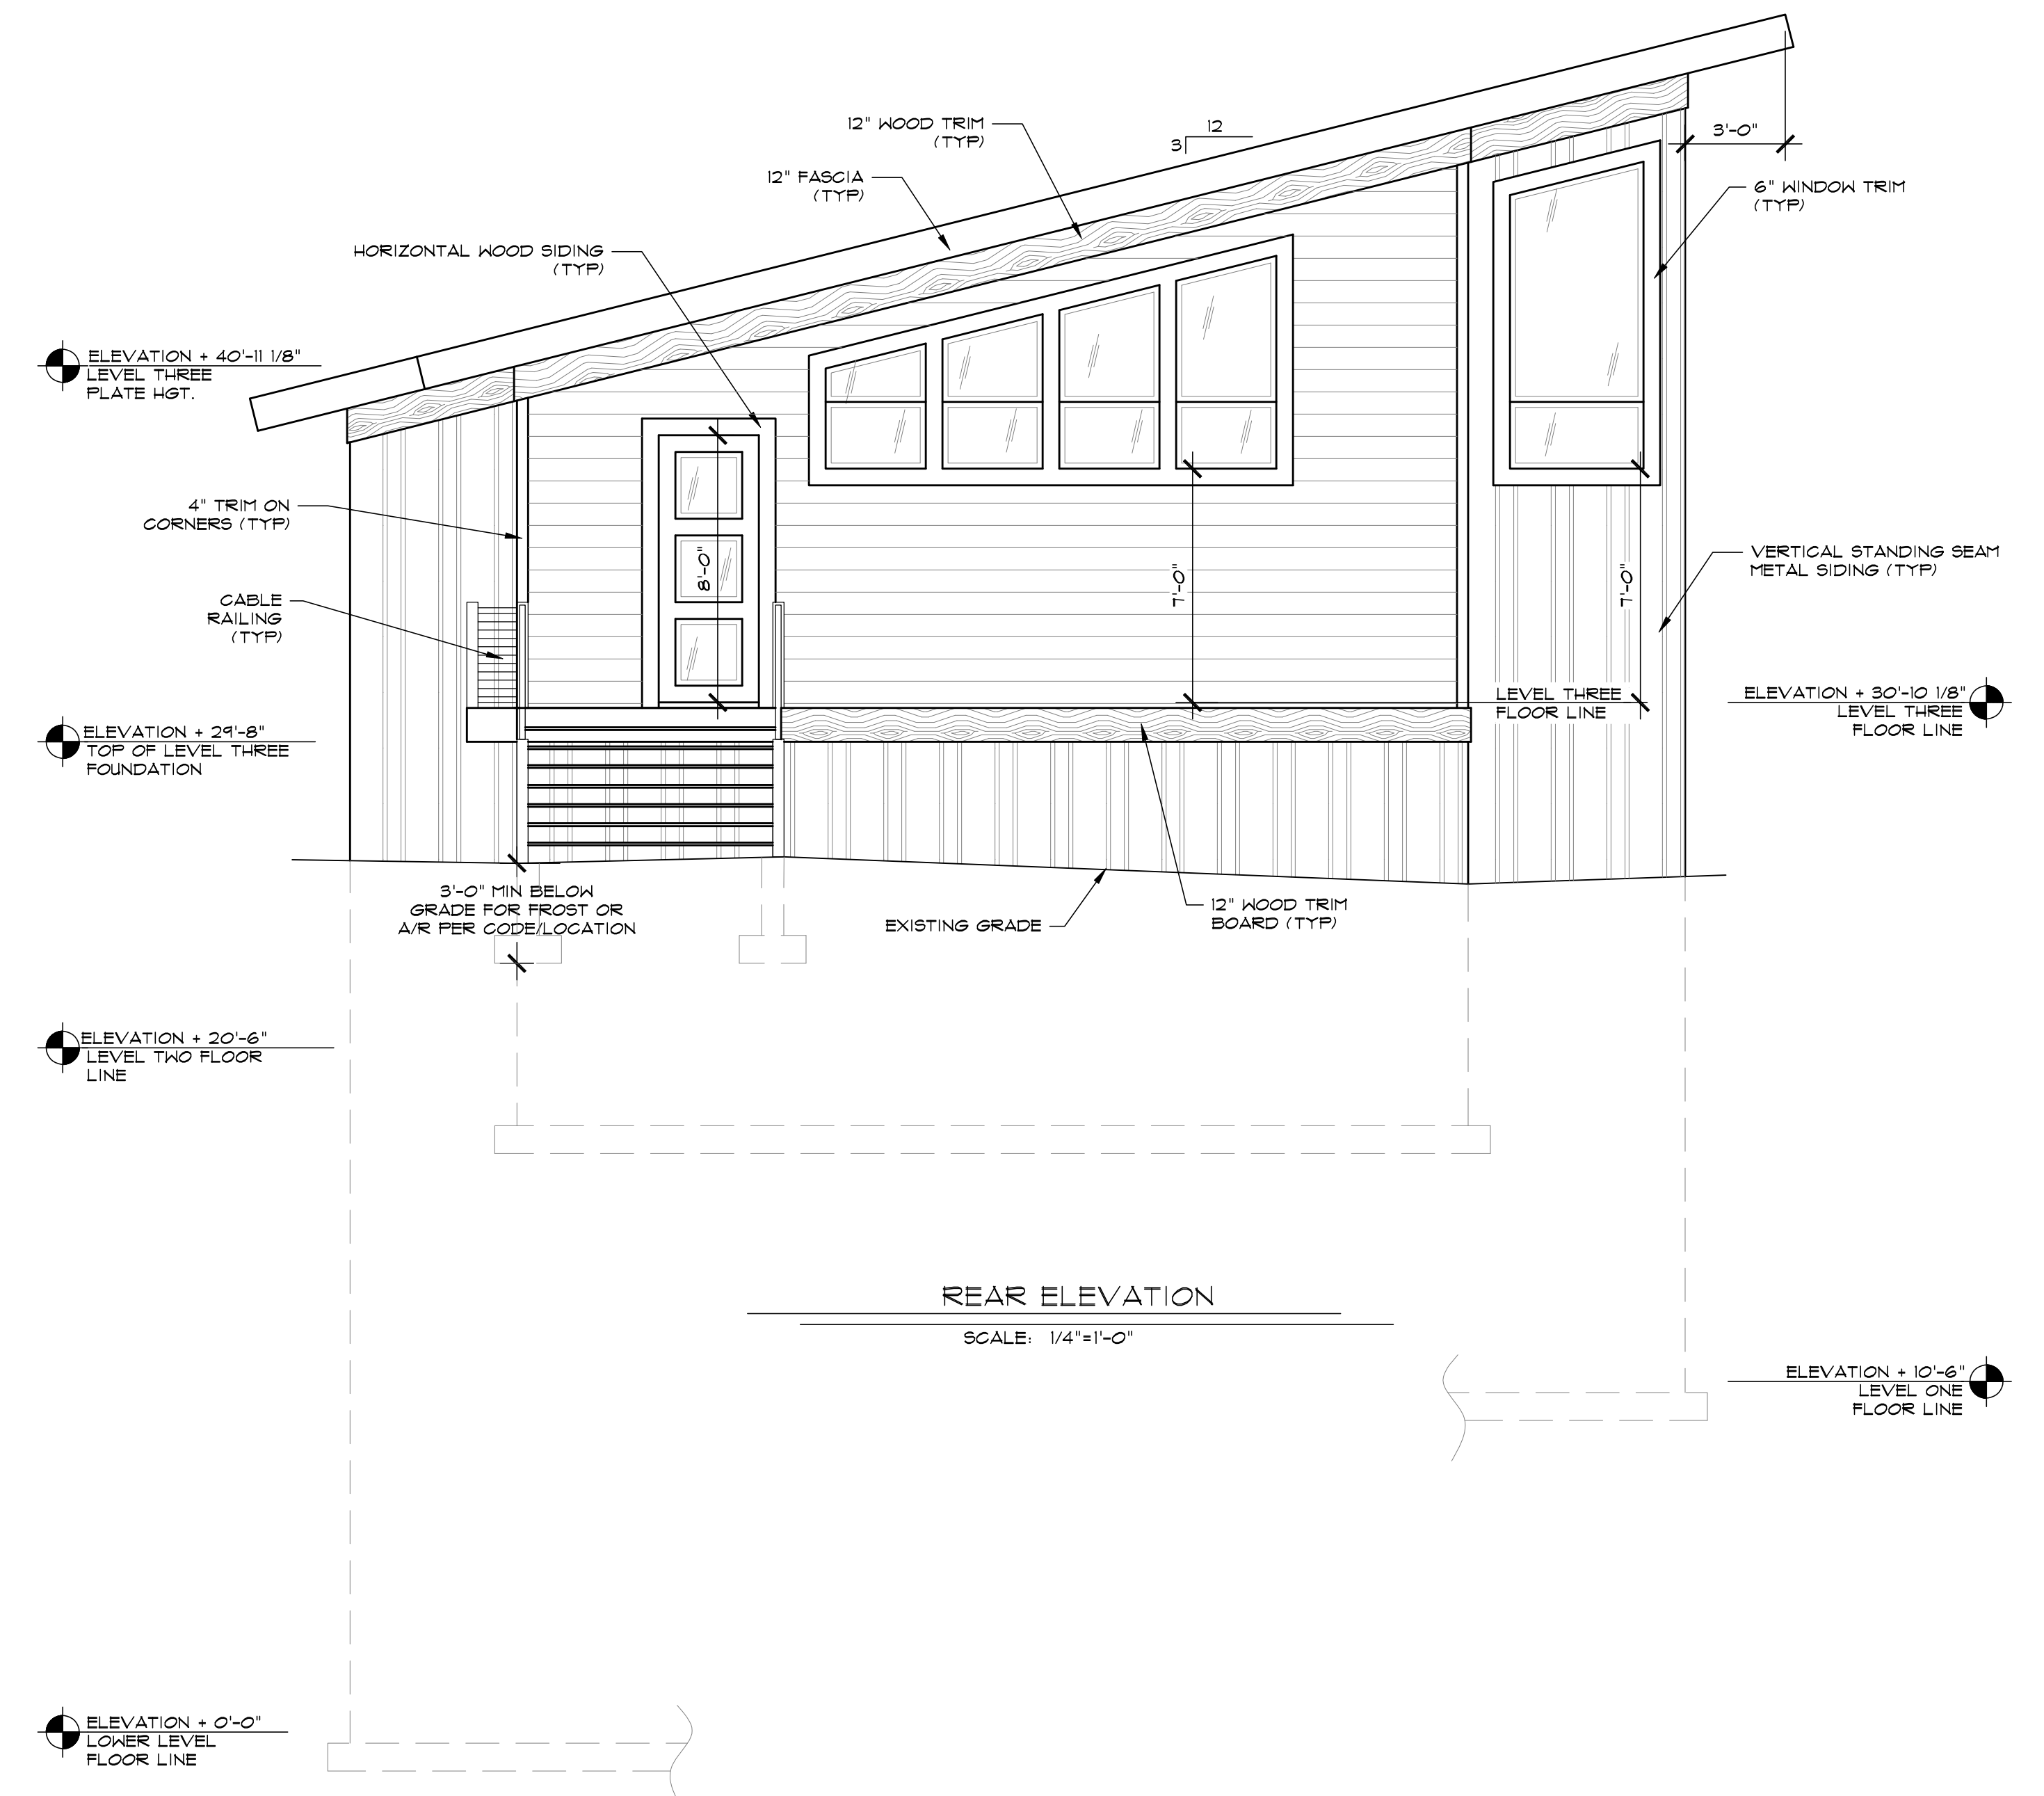 12" WOOD TRIM
(TYP)
12
3
3'-0"
12" FASCIA
(TYP)
6" WINDOW TRIM
(TYP)
HORIZONTAL WOOD SIDING
(TYP)
ELEVATION + 40'-11 1/8"
LEVEL THREE
PLATE HGT.
4" TRIM ON
CORNERS (TYP)
8'-0"
7'-0"
7'-0"
VERTICAL STANDING SEAM
METAL SIDING (TYP)
CABLE
RAILING
(TYP)
LEVEL THREE
FLOOR LINE
ELEVATION + 30'-10 1/8"
LEVEL THREE
FLOOR LINE
ELEVATION + 29'-8"
TOP OF LEVEL THREE
FOUNDATION
3'-0" MIN BELOW
GRADE FOR FROST OR
A/R PER CODE/LOCATION
EXISTING GRADE
12" WOOD TRIM
BOARD (TYP)
ELEVATION + 20'-6"
LEVEL TWO FLOOR
LINE
REAR ELEVATION
SCALE: 1/4"=1'-0"
ELEVATION + 10'-6"
LEVEL ONE
FLOOR LINE
ELEVATION + 0'-0"
LOWER LEVEL
FLOOR LINE